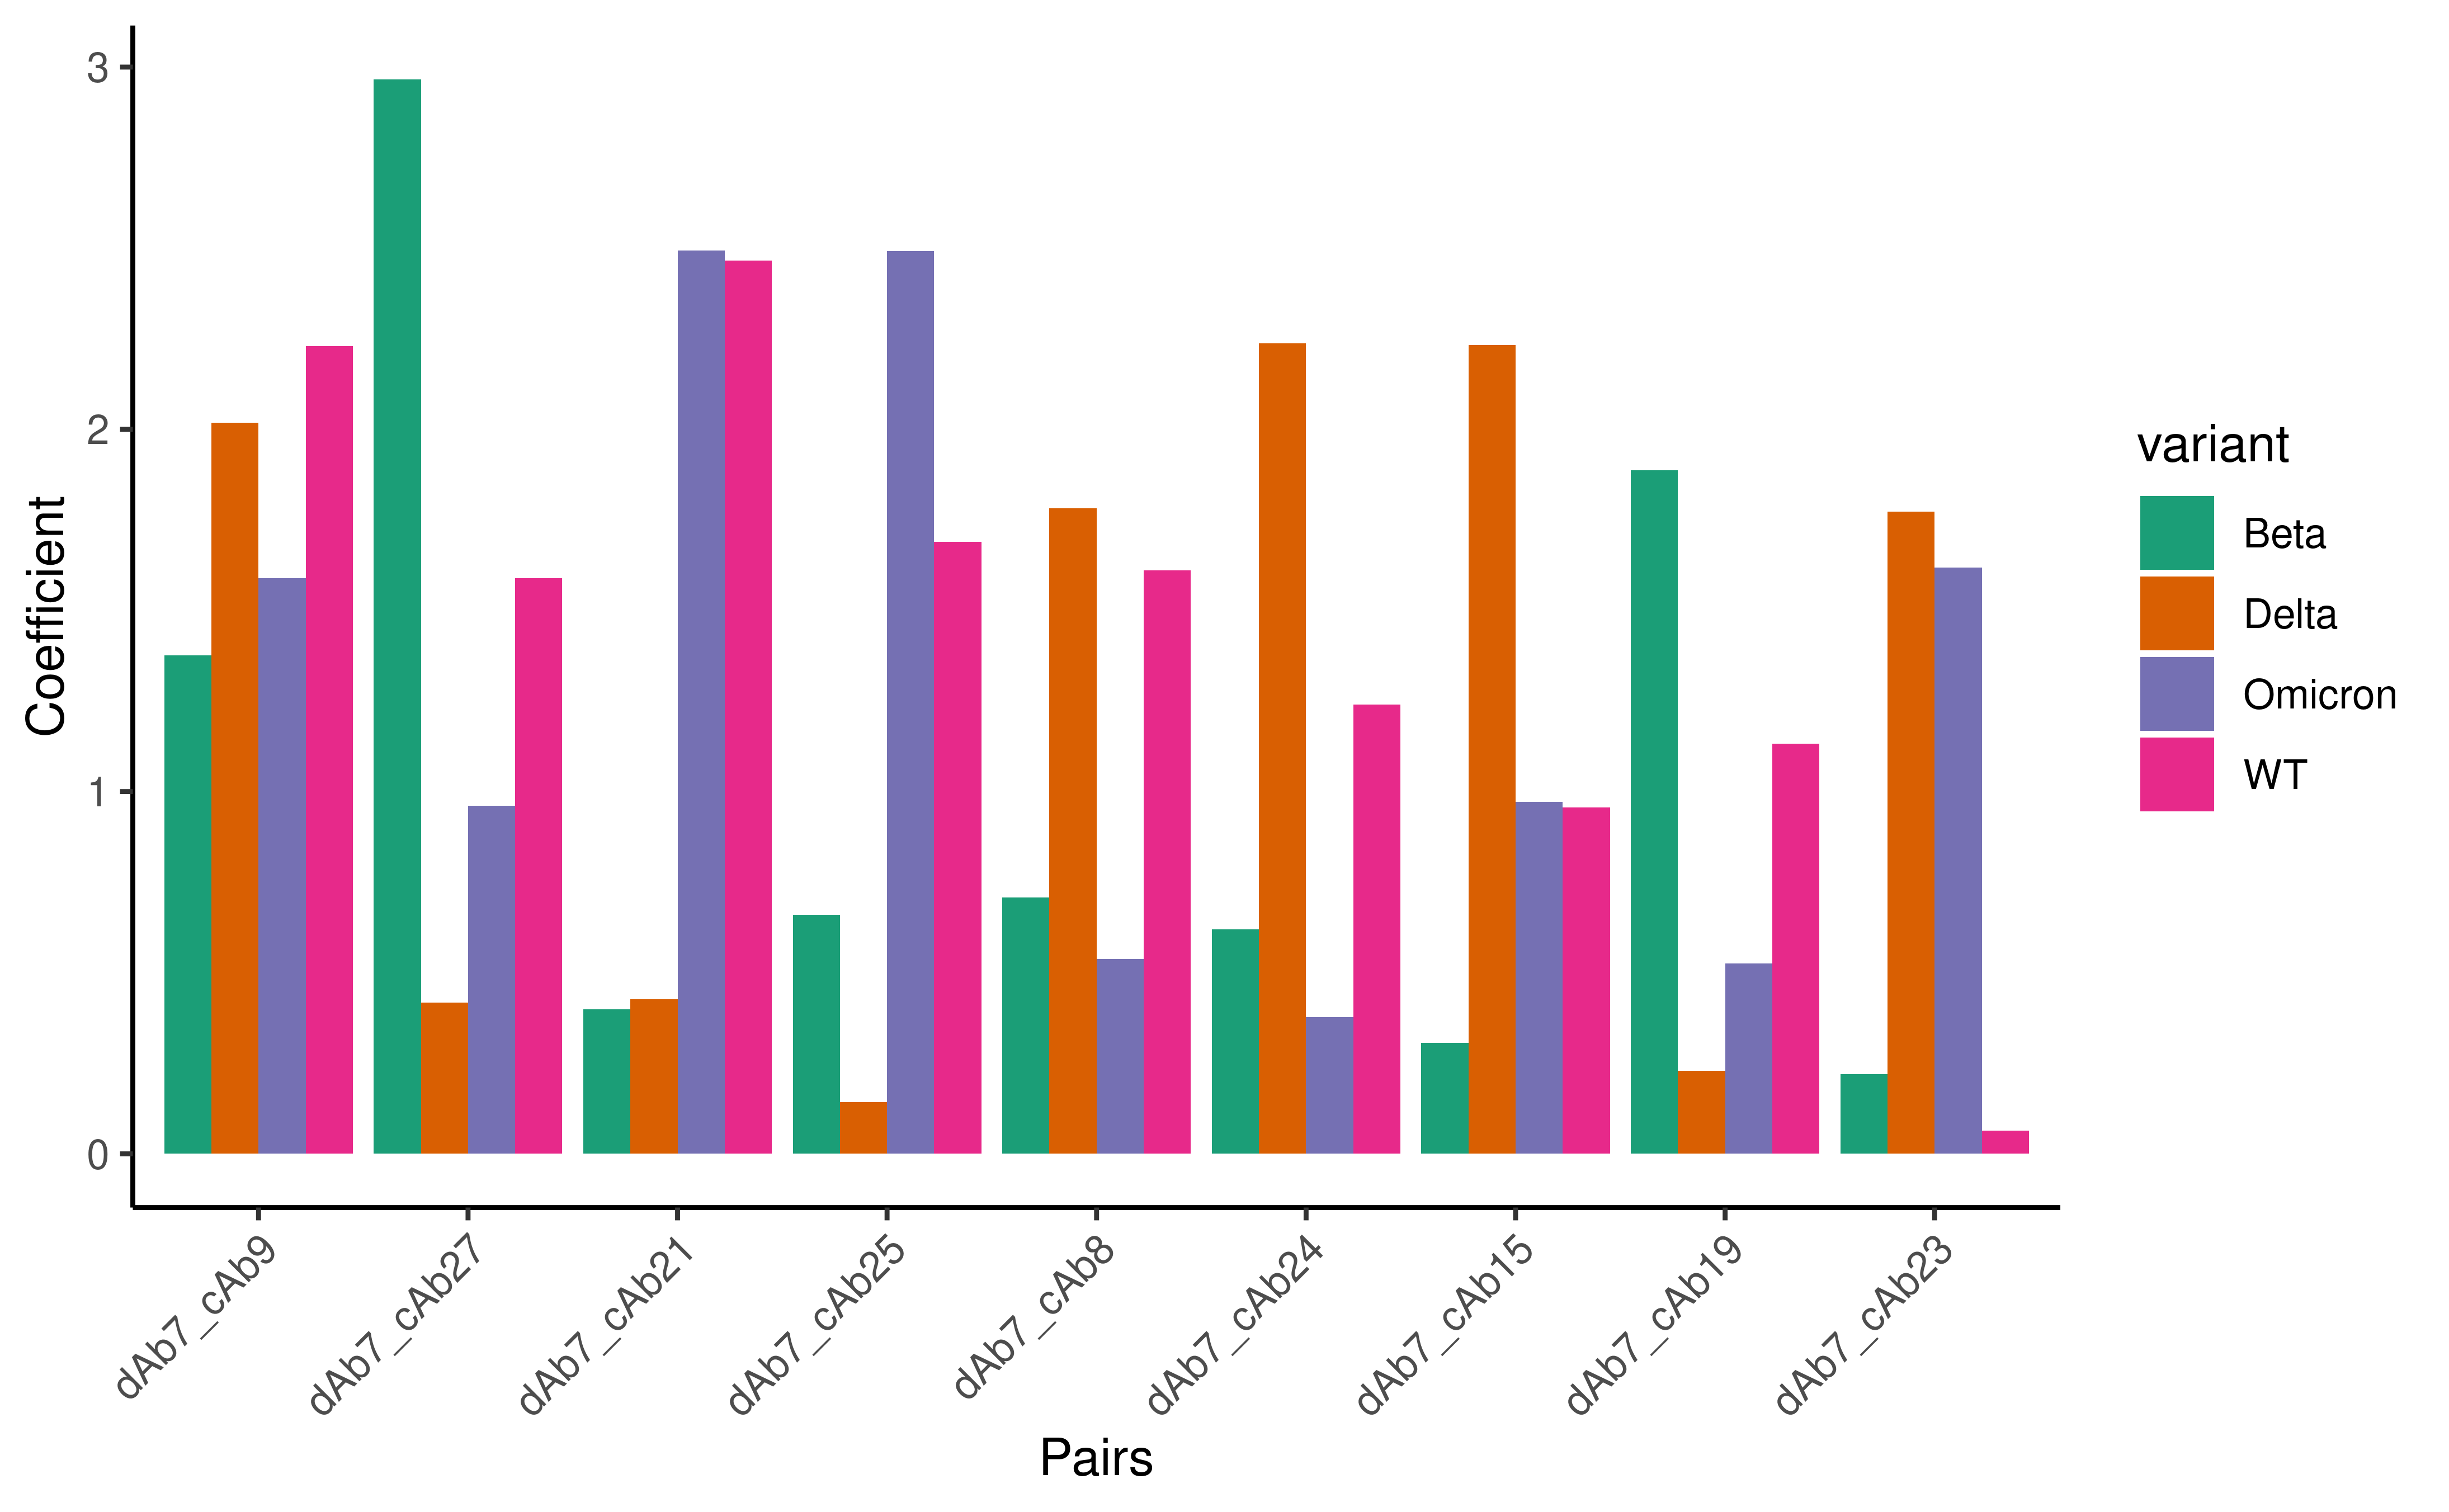 3
2
1
0
Coefficient
dAb7_cAb9
dAb7_cAb27
dAb7_cAb21
dAb7_cAb25
dAb7_cAb8
dAb7_cAb24
dAb7_cAb15
dAb7_cAb19
dAb7_cAb23
Pairs
variant
Beta
Delta
Omicron
WT